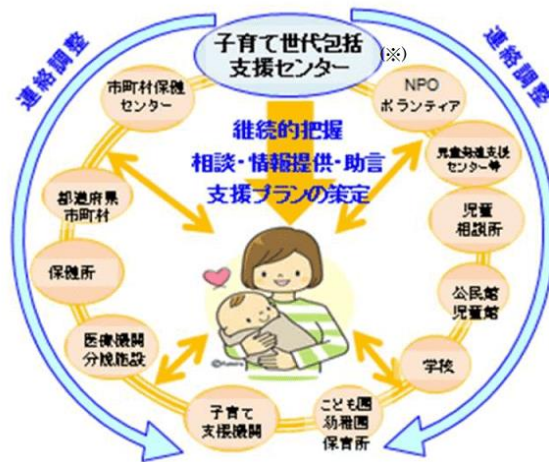 子育て世代包括
支援センター
(※)
連絡調整
連絡調整
市町村保健
センター
NPO
ボランティア
継続的把握
相談・情報提供・助言
支援プランの策定
児童発達支援
センター等
都道府県
市町村
児童
相談所
保健所
公民館
児童館
医療機関
分娩施設
学校
子育て
支援機関
こども園
幼稚園
保育所